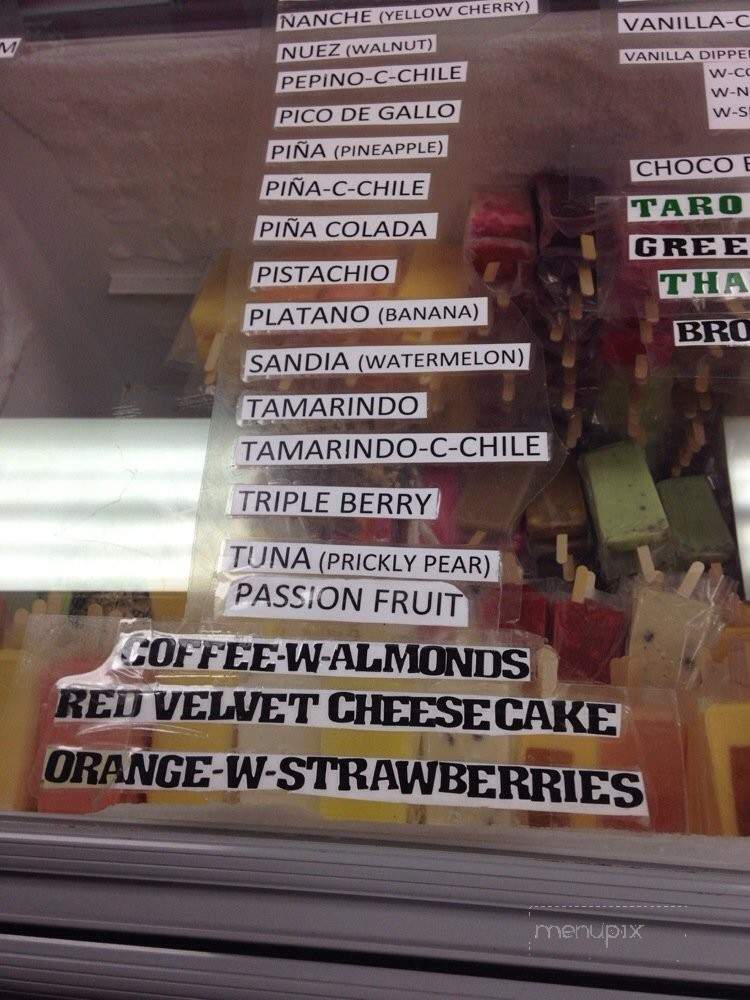 M
NANCHE (YELLOW CHERRY)
NUEZ (WALNUT)
PEPINO-C-CHILE
PICO DE GALLO
PIÑA (PINEAPPLE)
PIÑA-C-CHILE
PIÑA COLADA
PISTACHIO
PLATANO (BANANA)
SANDIA (WATERMELON)
TAMARINDO
TAMARINDO-C-CHILE
TRIPLE BERRY
TUNA (PRICKLY PEAR)
PASSION FRUIT
COFFEE-W-ALMONDS
RED VELVET CHEESECAKE
ORANGE-W-STRAWBERRIES
VANILLA-C
VANILLA DIPPE
W-CO
W-N
W-S
CHOCO
TARO
GREE
THA
BRO
menupix